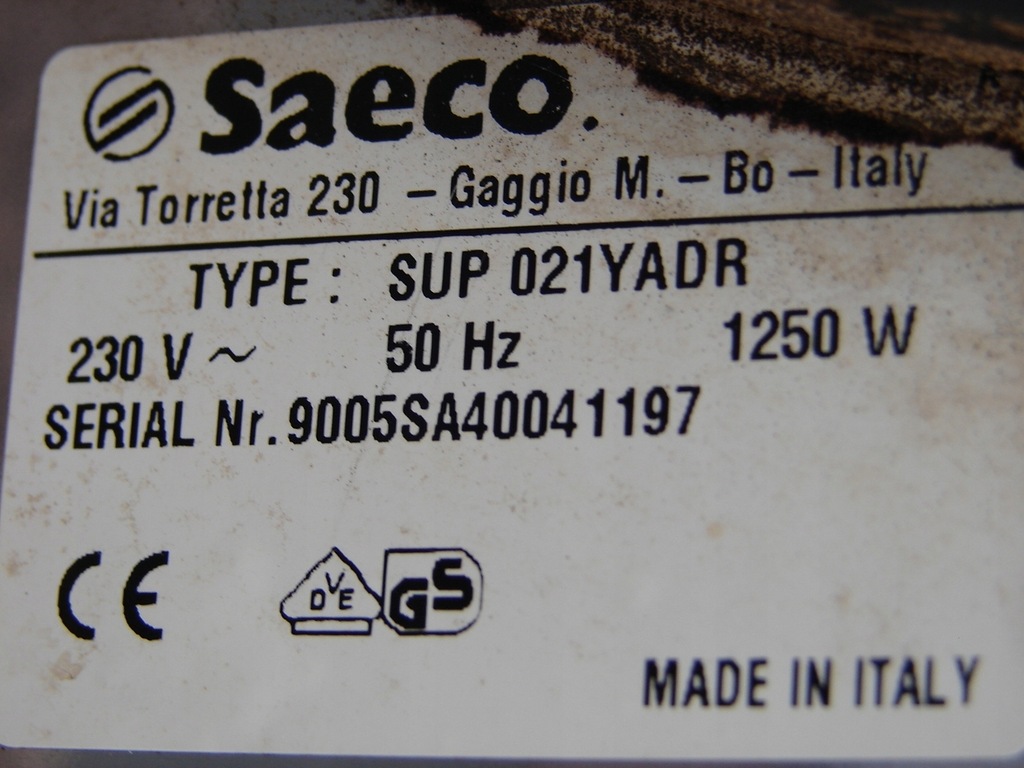 Saeco.
Via Torretta 230 – Gaggio M. – Bo – Italy
TYPE : SUP 021YADR
230 V ~ 50 Hz 1250 W
SERIAL Nr. 9005SA40041197
CE DVE GS
MADE IN ITALY